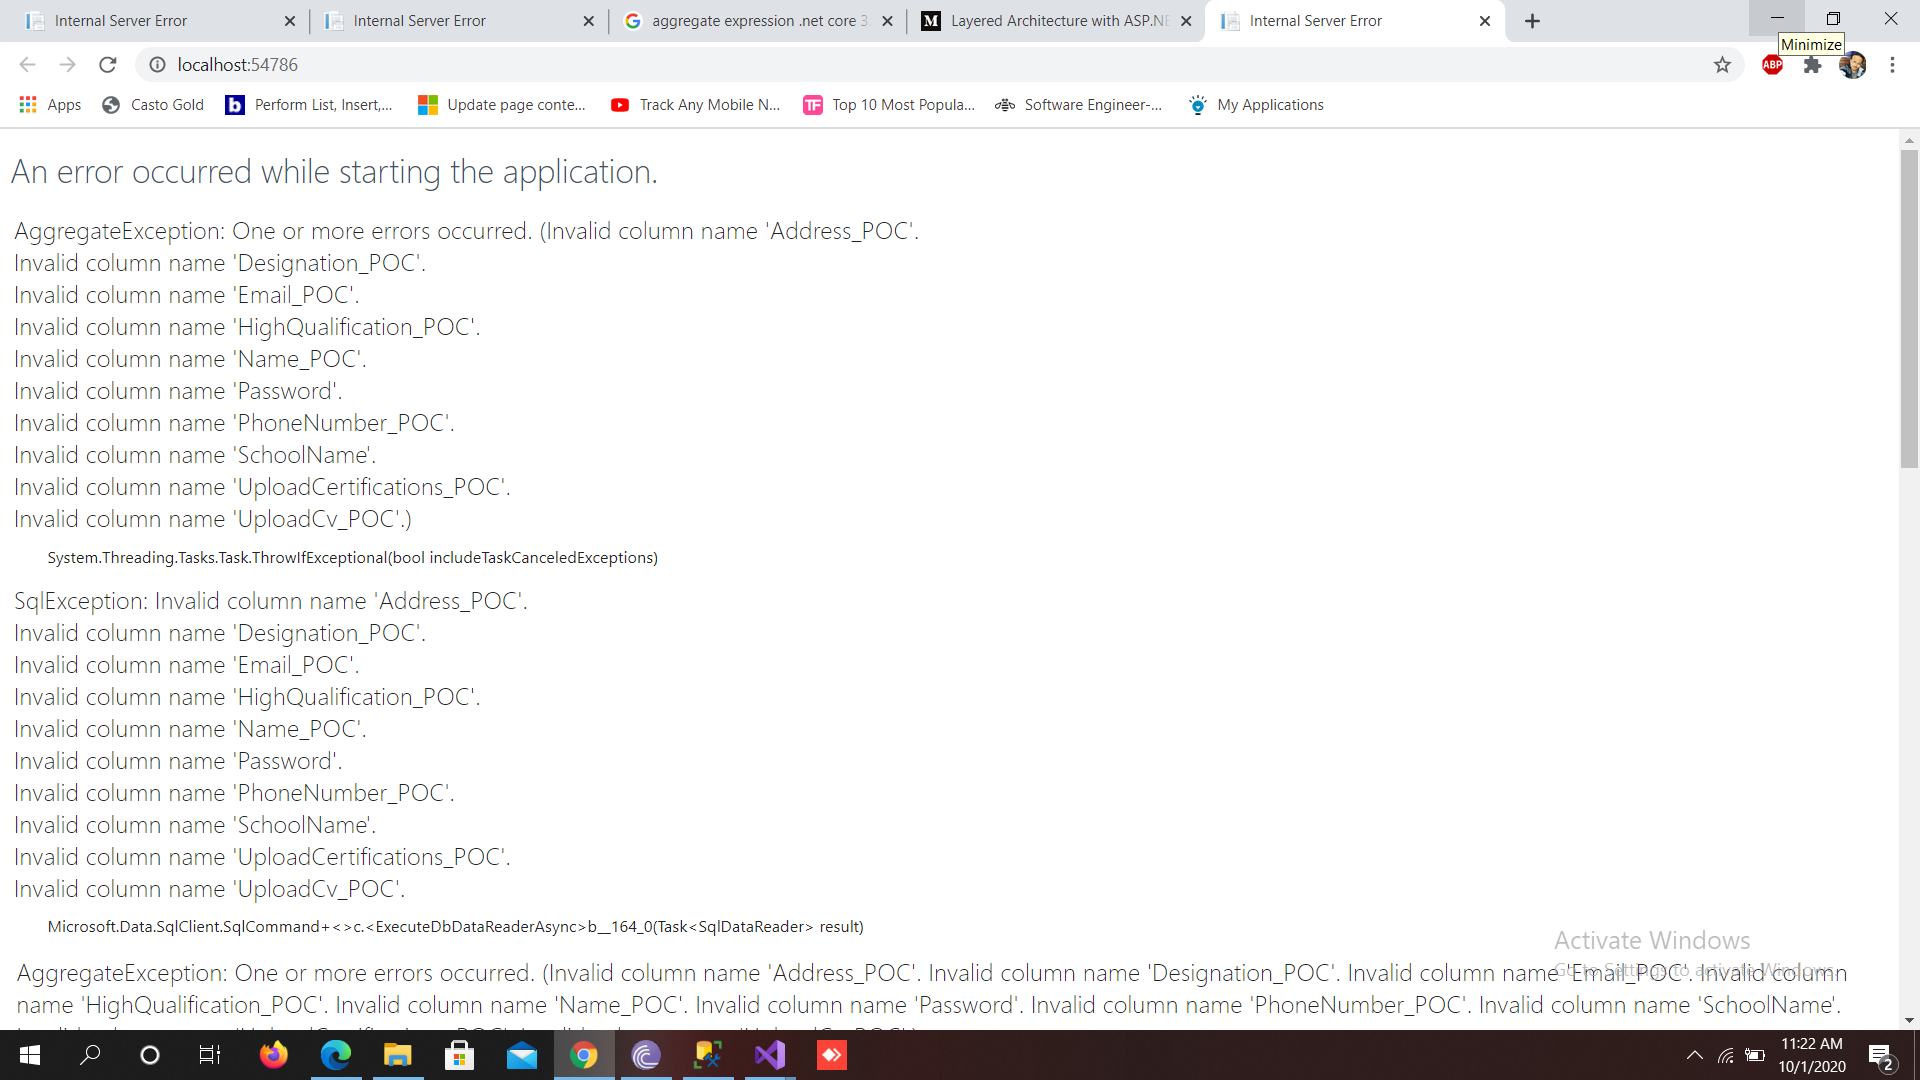 Internal Server Error
Internal Server Error
aggregate expression .net core 3
Layered Architecture with ASP.NE
Internal Server Error
Minimize
localhost:54786
ABP
Apps
Casto Gold
Perform List, Insert,...
Update page conte...
Track Any Mobile N...
TF
Top 10 Most Popula...
Software Engineer-...
My Applications
An error occurred while starting the application.
AggregateException: One or more errors occurred. (Invalid column name 'Address_POC'.
Invalid column name 'Designation_POC'.
Invalid column name 'Email_POC'.
Invalid column name 'HighQualification_POC'.
Invalid column name 'Name_POC'.
Invalid column name 'Password'.
Invalid column name 'PhoneNumber_POC'.
Invalid column name 'SchoolName'.
Invalid column name 'UploadCertifications_POC'.
Invalid column name 'UploadCv_POC'.)
System.Threading.Tasks.Task.ThrowIfExceptional(bool includeTaskCanceledExceptions)
SqlException: Invalid column name 'Address_POC'.
Invalid column name 'Designation_POC'.
Invalid column name 'Email_POC'.
Invalid column name 'HighQualification_POC'.
Invalid column name 'Name_POC'.
Invalid column name 'Password'.
Invalid column name 'PhoneNumber_POC'.
Invalid column name 'SchoolName'.
Invalid column name 'UploadCertifications_POC'.
Invalid column name 'UploadCv_POC'.
Microsoft.Data.SqlClient.SqlCommand+<>c.<ExecuteDbDataReaderAsync>b__164_0(Task<SqlDataReader> result)
Activate Windows
Go to Settings to activate Windows.
AggregateException: One or more errors occurred. (Invalid column name 'Address_POC'. Invalid column name 'Designation_POC'. Invalid column name 'Email_POC'. Invalid column
name 'HighQualification_POC'. Invalid column name 'Name_POC'. Invalid column name 'Password'. Invalid column name 'PhoneNumber_POC'. Invalid column name 'SchoolName'.
11:22 AM
10/1/2020
2